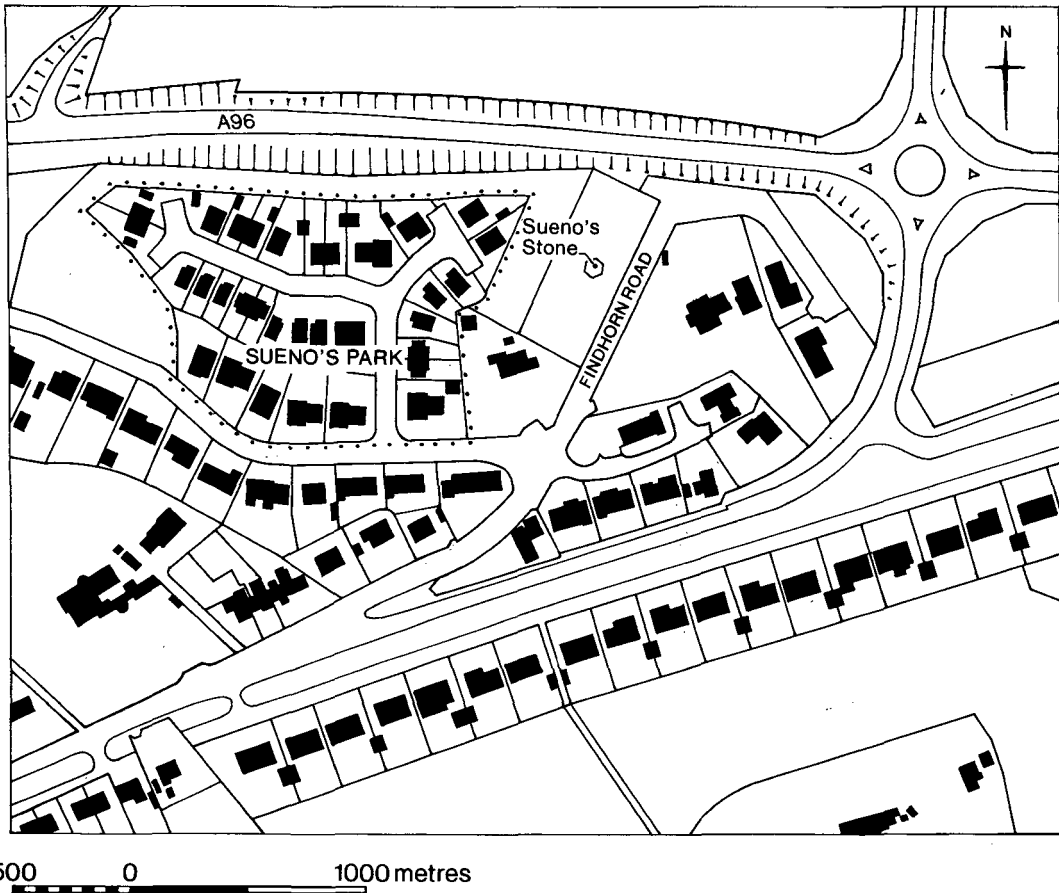 N
A96
Sueno's
Stone
FINDHORN ROAD
SUENO'S PARK
500 0 1000 metres